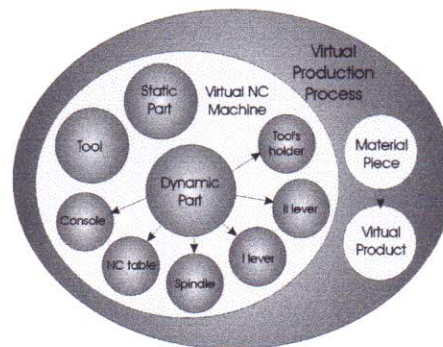 Virtual
Production
Process
Static
Part
Virtual NC
Machine
Tool
Tool's
holder
Material
Piece
Dynamic
Part
Console
II lever
Virtual
Product
NC table
I lever
Spindle